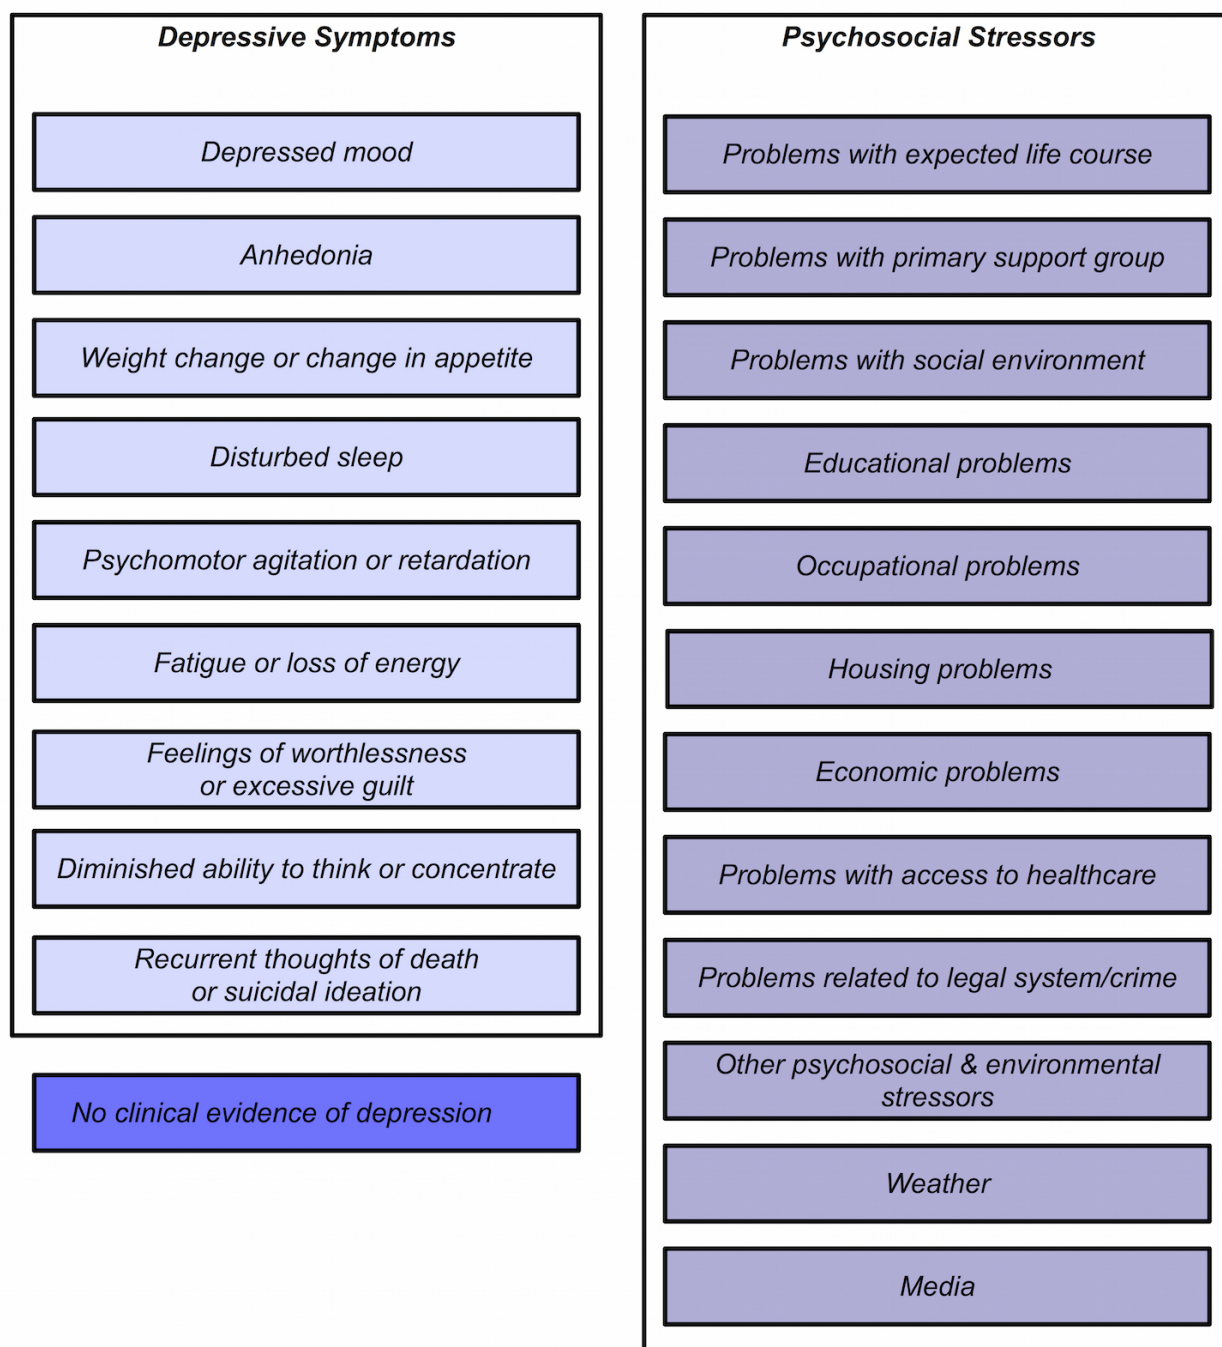 Depressive Symptoms
Depressed mood
Anhedonia
Weight change or change in appetite
Disturbed sleep
Psychomotor agitation or retardation
Fatigue or loss of energy
Feelings of worthlessness
or excessive guilt
Diminished ability to think or concentrate
Recurrent thoughts of death
or suicidal ideation
No clinical evidence of depression
Psychosocial Stressors
Problems with expected life course
Problems with primary support group
Problems with social environment
Educational problems
Occupational problems
Housing problems
Economic problems
Problems with access to healthcare
Problems related to legal system/crime
Other psychosocial & environmental
stressors
Weather
Media